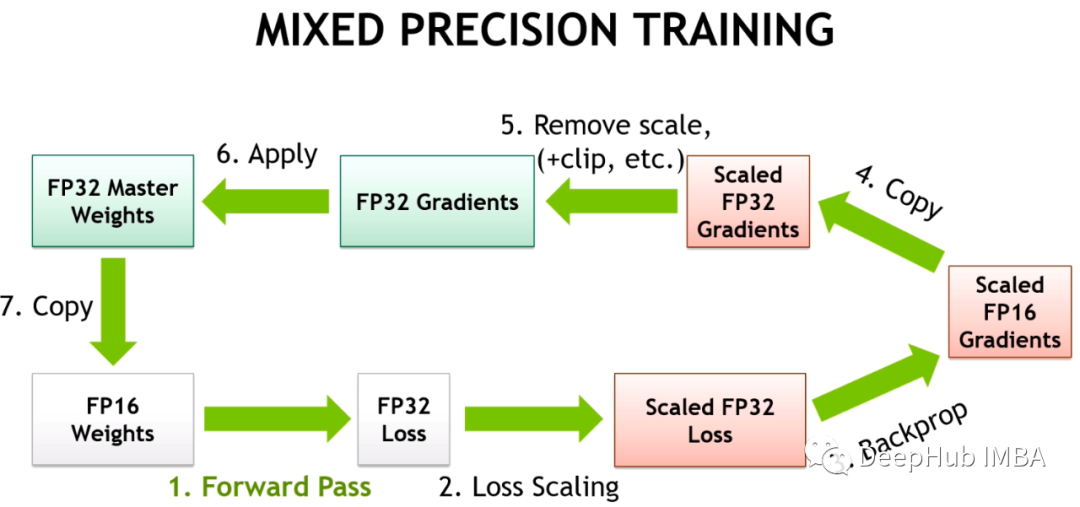 MIXED PRECISION TRAINING
5. Remove scale,
(+clip, etc.)
6. Apply
4. Copy
FP32 Master
Weights
FP32 Gradients
Scaled
FP32
Gradients
Scaled
FP16
Gradients
7. Copy
FP16
Weights
FP32
Loss
Scaled FP32
Loss
Backprop
DeepHub IMBA
1. Forward Pass
2. Loss Scaling